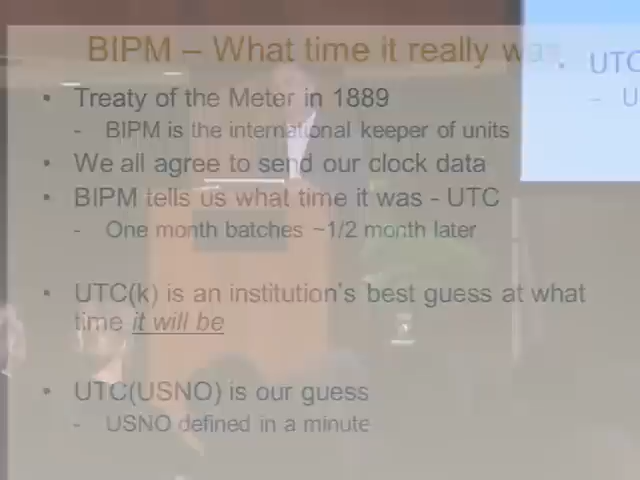 BIPM – What time it really was
• Treaty of the Meter in 1889
- BIPM is the international keeper of units
• We all agree to send our clock data
• BIPM tells us what time it was - UTC
- One month batches ~1/2 month later
• UTC(k) is an institution's best guess at what
time it will be
• UTC(USNO) is our guess
- USNO defined in a minute
• UTC
- U